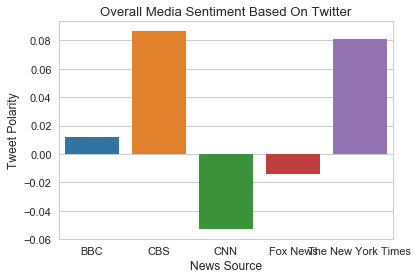 Overall Media Sentiment Based On Twitter
Tweet Polarity
0.08
0.06
0.04
0.02
0.00
−0.02
−0.04
−0.06
BBC CBS CNN Fox News The New York Times
News Source